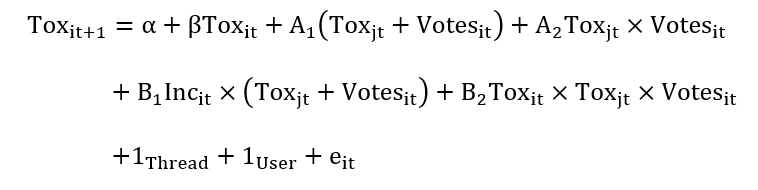 Tox_{it+1} = α + βTox_{it} + A_1(Tox_{jt} + Votes_{it}) + A_2Tox_{jt} × Votes_{it}
+ B_1Inc_{it} × (Tox_{jt} + Votes_{it}) + B_2Tox_{it} × Tox_{jt} × Votes_{it}
+1_{Thread} + 1_{User} + e_{it}